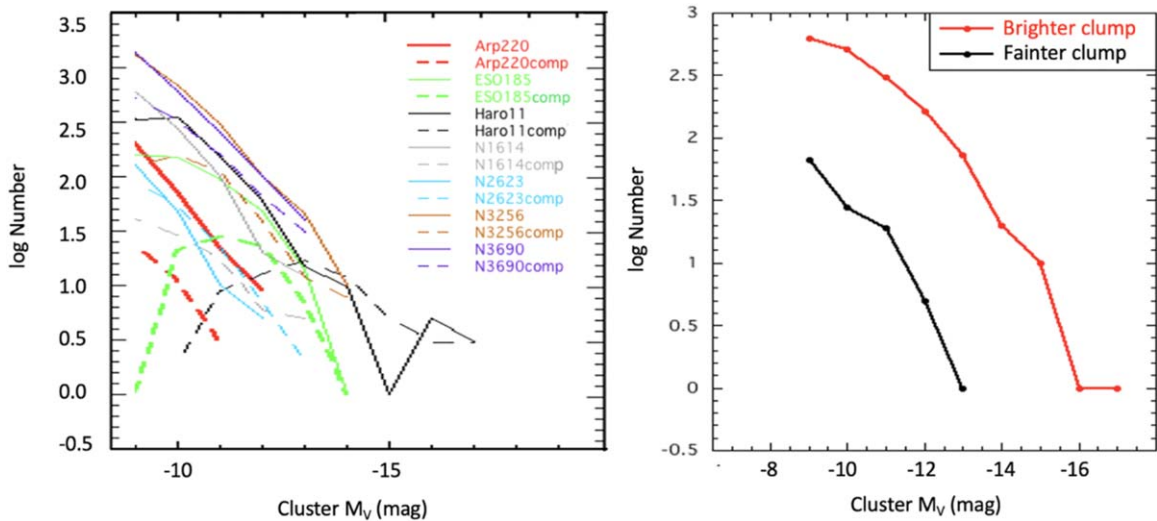 3.5
3.0
2.5
2.0
1.5
1.0
0.5
0.0
-0.5
log Number
-10
-15
Cluster MV (mag)
Arp220
Arp220comp
ESO185
ESO185comp
Haro11
Haro11comp
N1614
N1614comp
N2623
N2623comp
N3256
N3256comp
N3690
N3690comp
3
2.5
2
1.5
1
0.5
0
-0.5
log Number
-8
-10
-12
-14
-16
Cluster MV (mag)
Brighter clump
Fainter clump